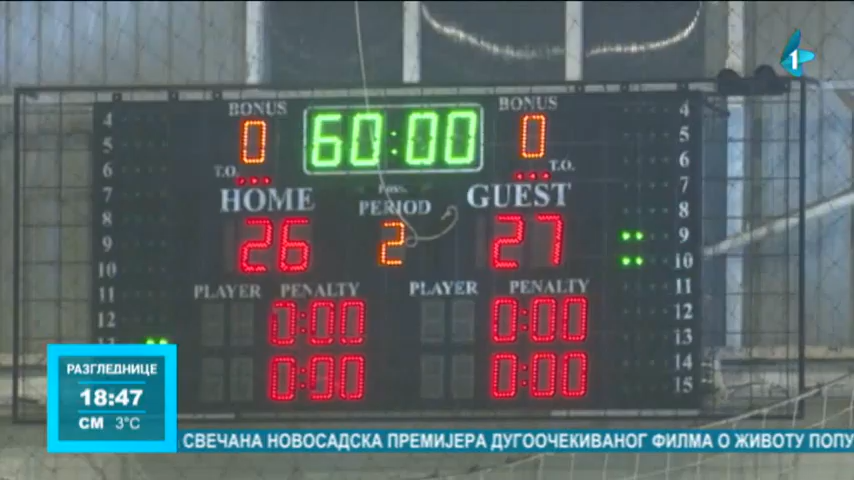 1
BONUS BONUS
0 60:00 0
T.O. T.O.
HOME POSS. GUEST
PERIOD
26 2 27
PLAYER PENALTY PLAYER PENALTY
0:00 0:00
0:00 0:00
4 4
5 5
6 6
7 7
8 8
9 9
10 10
11 11
12 12
13 13
14
15
РАЗГЛЕДНИЦЕ
18:47
СМ 3°C
СВЕЧАНА НОВОСАДСКА ПРЕМИЈЕРА ДУГООЧЕКИВАНОГ ФИЛМА О ЖИВОТУ ПОПУ